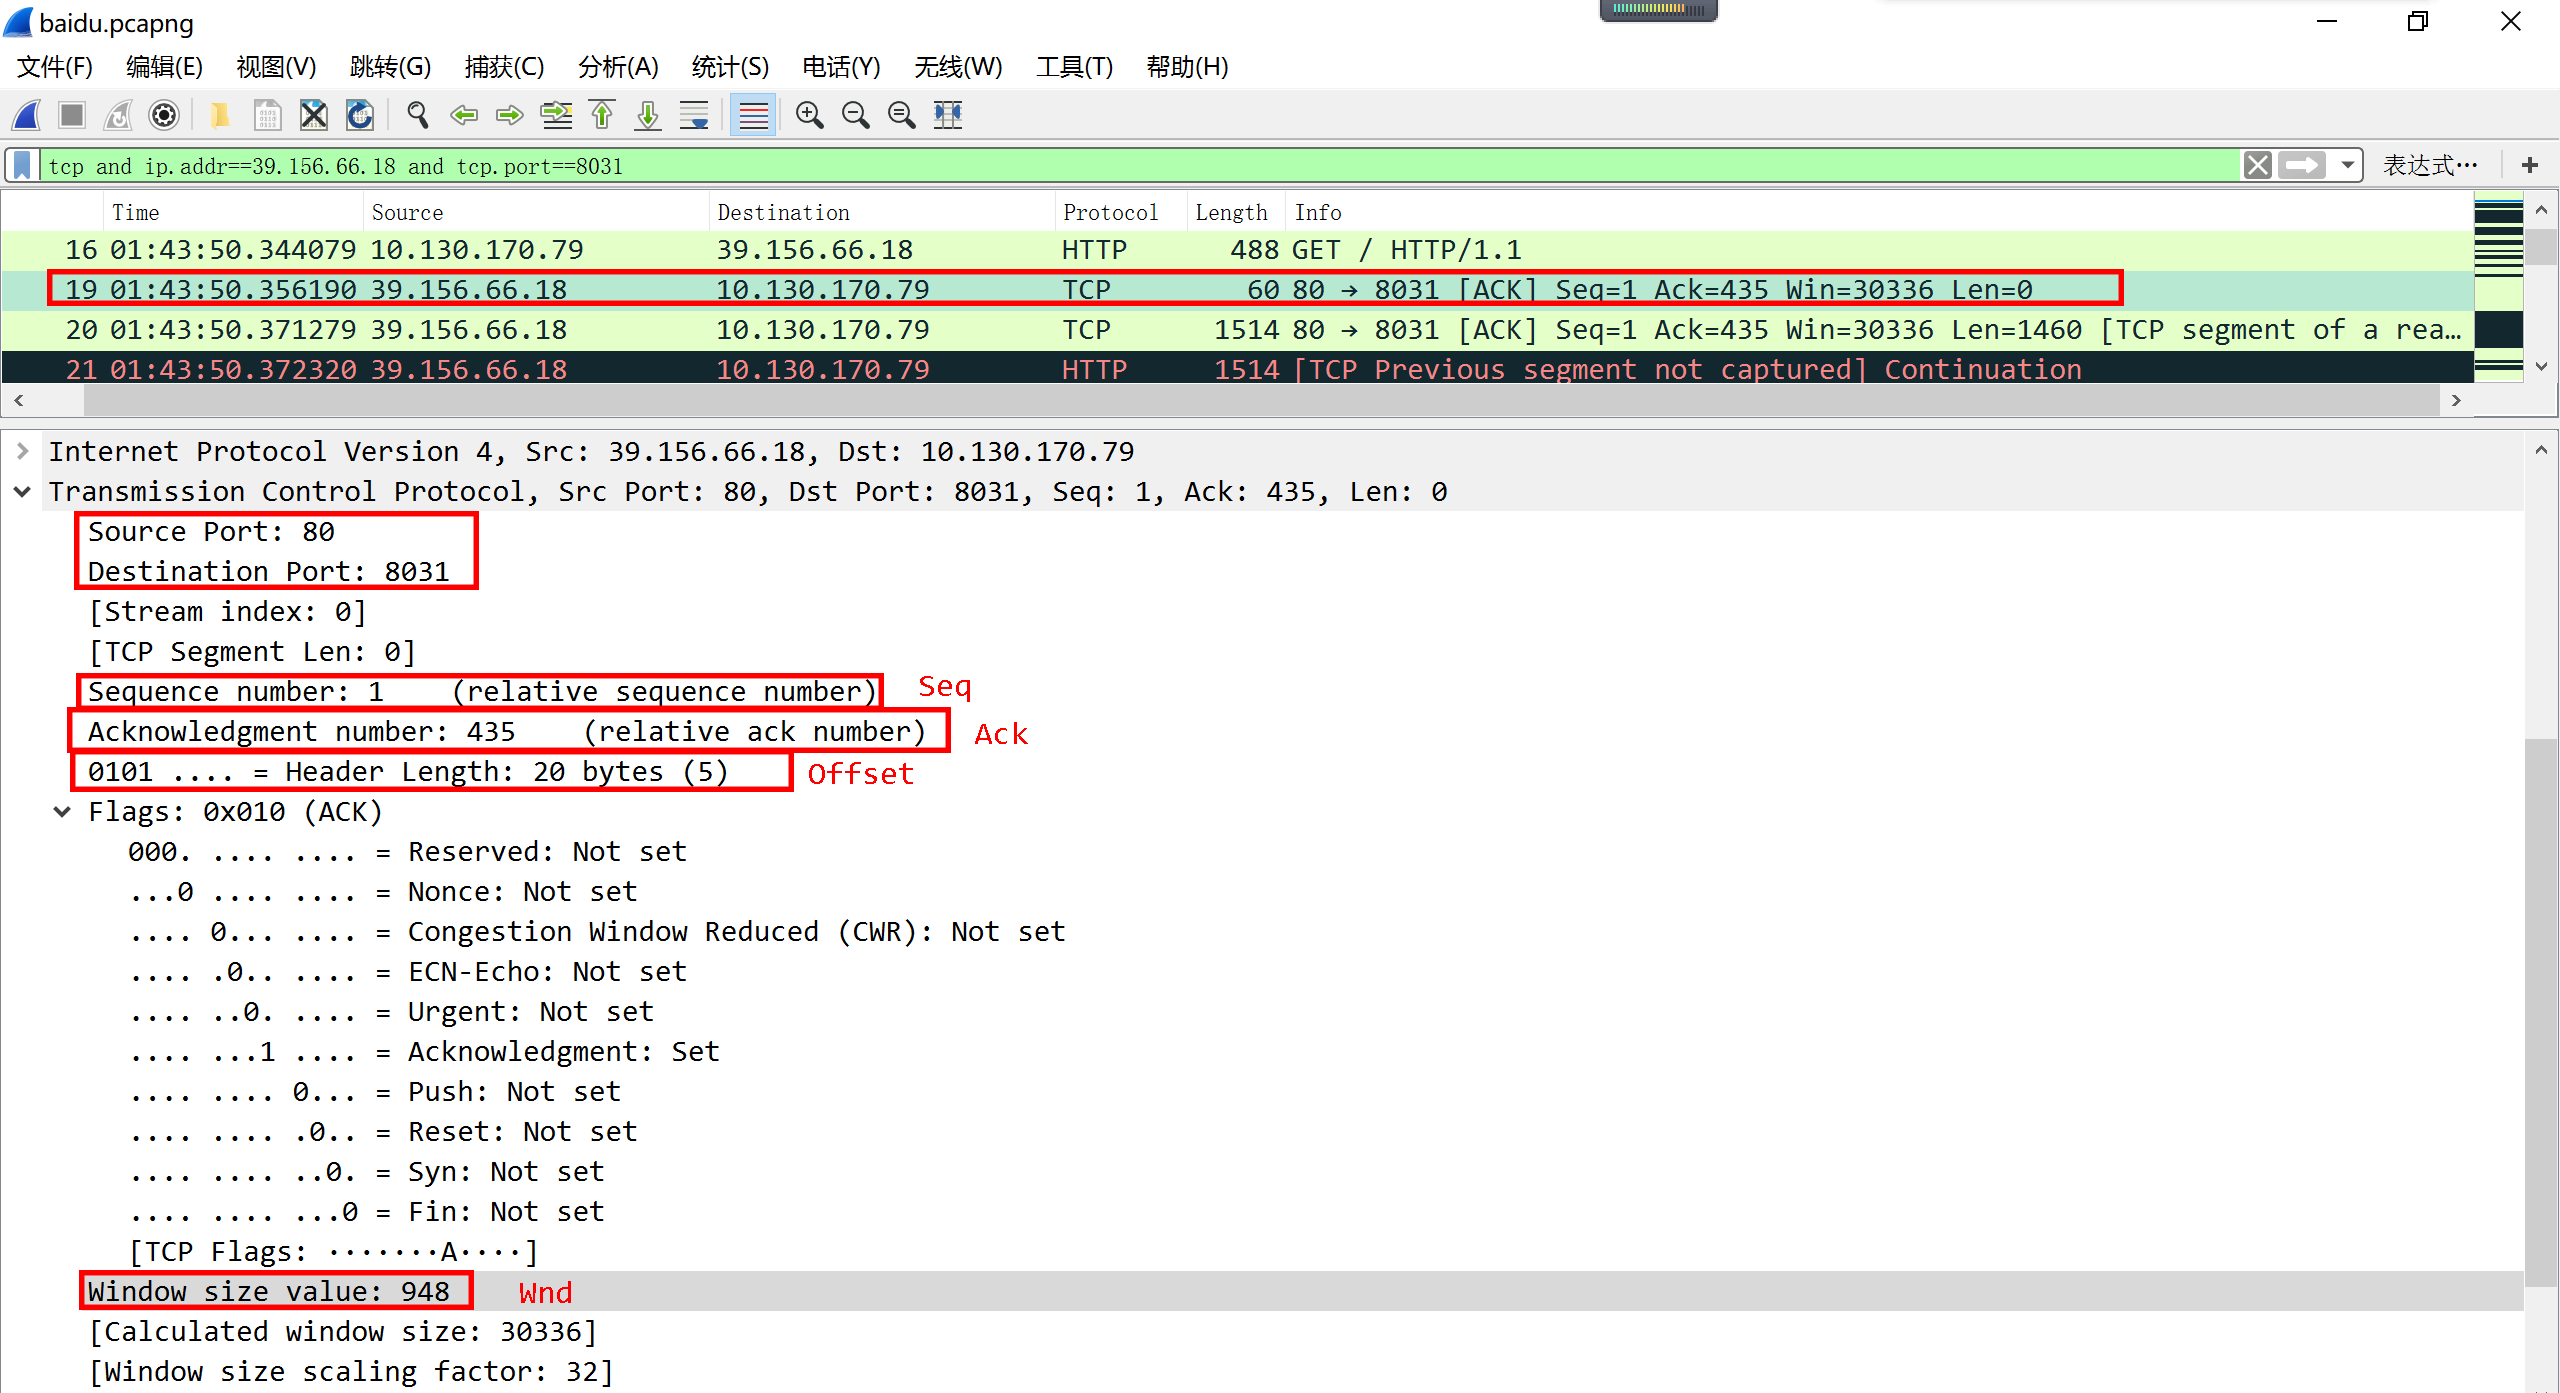 baidu.pcapng
文件(F) 编辑(E) 视图(V) 跳转(G) 捕获(C) 分析(A) 统计(S) 电话(Y) 无线(W) 工具(T) 帮助(H)
tcp and ip.addr==39.156.66.18 and tcp.port==8031 表达式… +
Time Source Destination Protocol Length Info
16 01:43:50.344079 10.130.170.79 39.156.66.18 HTTP 488 GET / HTTP/1.1
19 01:43:50.356190 39.156.66.18 10.130.170.79 TCP 60 80 → 8031 [ACK] Seq=1 Ack=435 Win=30336 Len=0
20 01:43:50.371279 39.156.66.18 10.130.170.79 TCP 1514 80 → 8031 [ACK] Seq=1 Ack=435 Win=30336 Len=1460 [TCP segment of a rea…
21 01:43:50.372320 39.156.66.18 10.130.170.79 HTTP 1514 [TCP Previous segment not captured] Continuation
Internet Protocol Version 4, Src: 39.156.66.18, Dst: 10.130.170.79
Transmission Control Protocol, Src Port: 80, Dst Port: 8031, Seq: 1, Ack: 435, Len: 0
Source Port: 80
Destination Port: 8031
[Stream index: 0]
[TCP Segment Len: 0]
Sequence number: 1    (relative sequence number) Seq
Acknowledgment number: 435    (relative ack number) Ack
0101 .... = Header Length: 20 bytes (5) Offset
Flags: 0x010 (ACK)
000. .... .... = Reserved: Not set
...0 .... .... = Nonce: Not set
.... 0... .... = Congestion Window Reduced (CWR): Not set
.... .0.. .... = ECN-Echo: Not set
.... ..0. .... = Urgent: Not set
.... ...1 .... = Acknowledgment: Set
.... .... 0... = Push: Not set
.... .... .0.. = Reset: Not set
.... .... ..0. = Syn: Not set
.... .... ...0 = Fin: Not set
[TCP Flags: ·······A····]
Window size value: 948 Wnd
[Calculated window size: 30336]
[Window size scaling factor: 32]